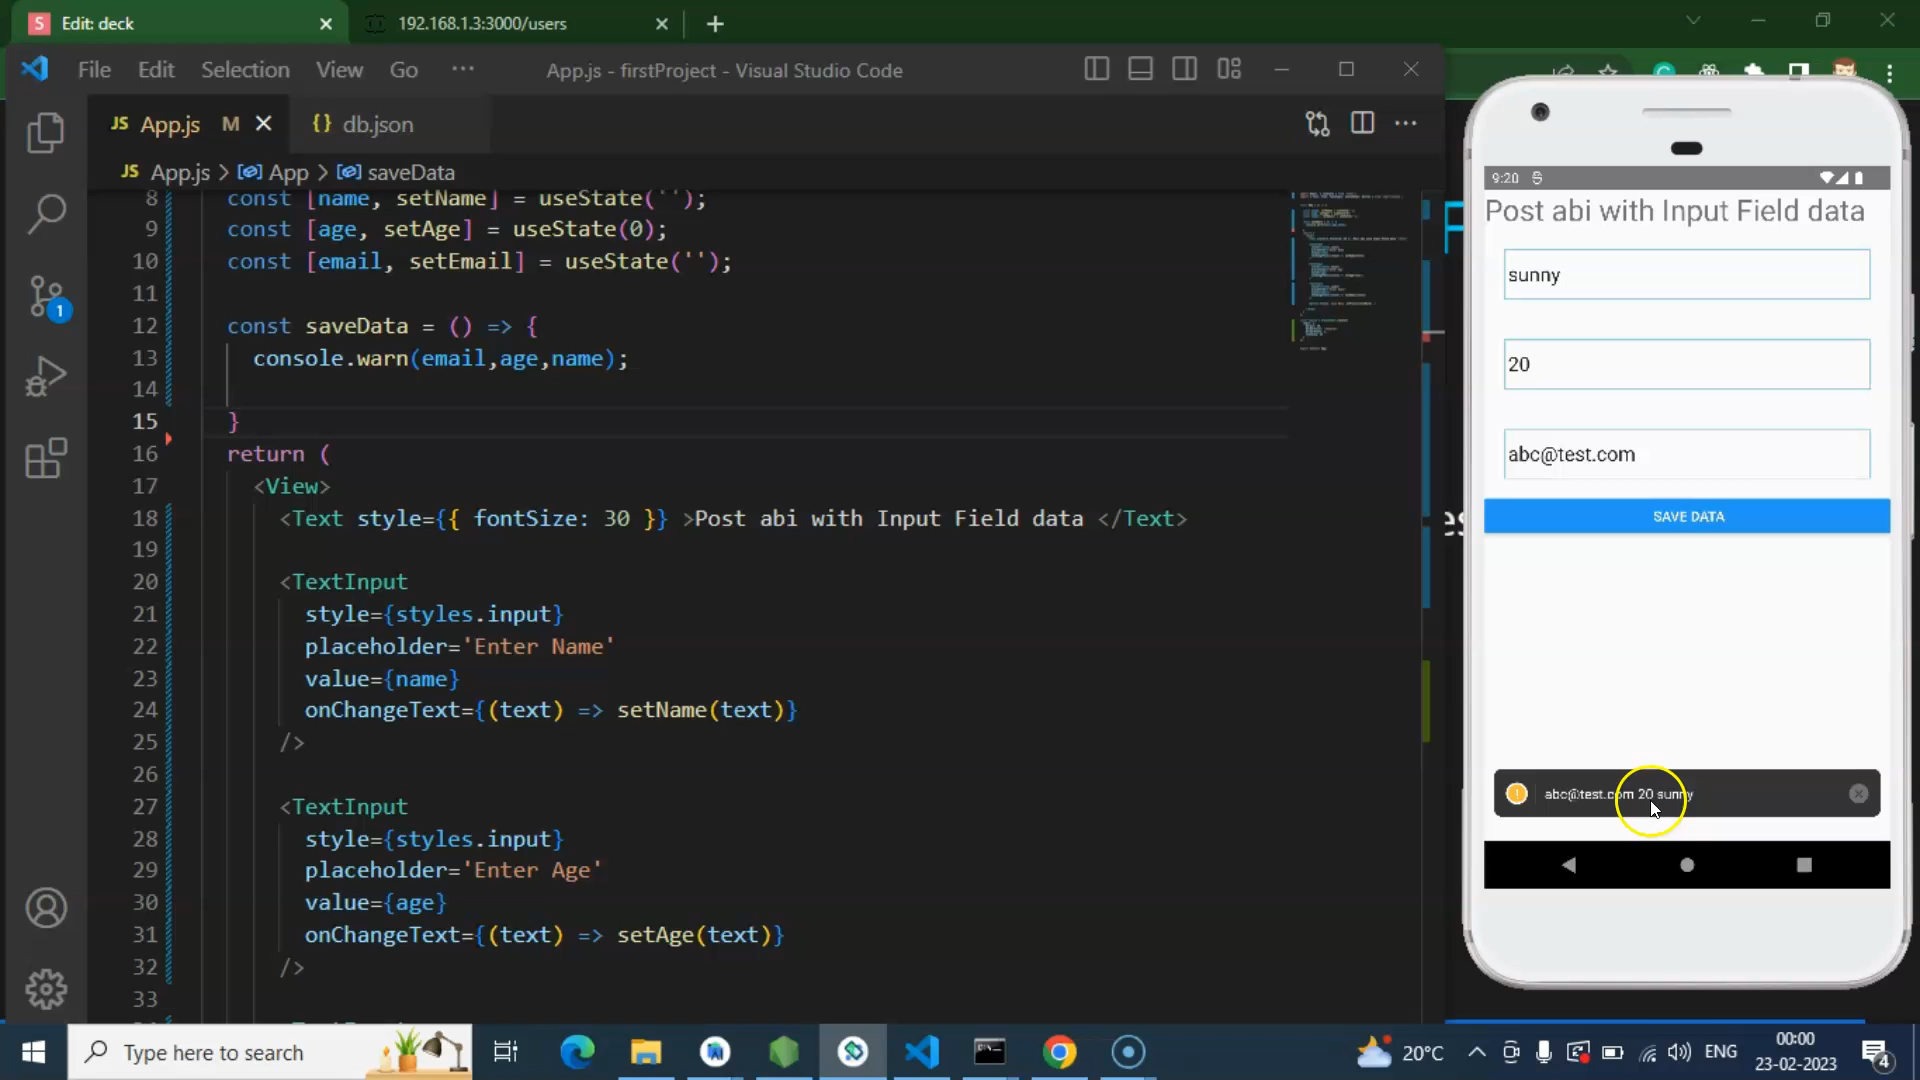 S Edit: deck
192.168.1.3:3000/users
File Edit Selection View Go ...
App.js - firstProject - Visual Studio Code
JS App.js M
{} db.json
JS App.js > App > saveData
8 const [name, setName] = useState('');
9 const [age, setAge] = useState(0);
10 const [email, setEmail] = useState('');
11
12 const saveData = () => {
13 console.warn(email,age,name);
14
15 }
16 return (
17 <View>
18 <Text style={{ fontSize: 30 }} >Post abi with Input Field data </Text>
19
20 <TextInput
21 style={styles.input}
22 placeholder='Enter Name'
23 value={name}
24 onChangeText={(text) => setName(text)}
25 />
26
27 <TextInput
28 style={styles.input}
29 placeholder='Enter Age'
30 value={age}
31 onChangeText={(text) => setAge(text)}
32 />
33
1
9:20
Post abi with Input Field data
sunny
20
abc@test.com
SAVE DATA
abc@test.com 20 sunny
Type here to search
20°C
ENG
00:00
23-02-2023
4